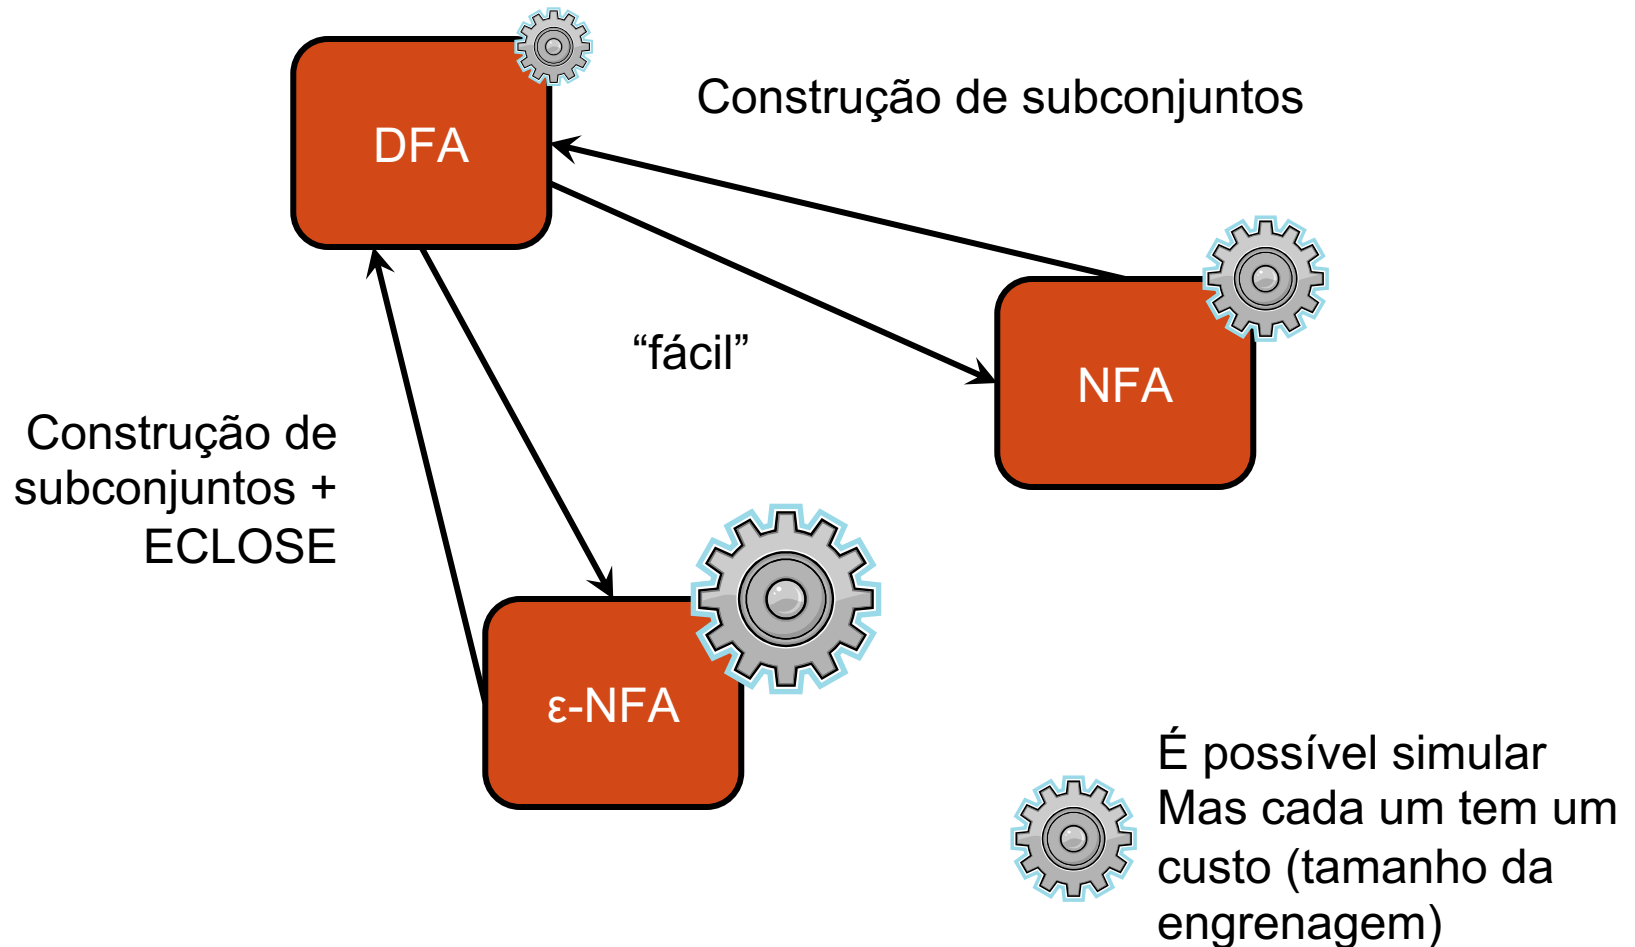 DFA
Construção de subconjuntos
“fácil”
NFA
Construção de
subconjuntos +
ECLOSE
ε-NFA
É possível simular
Mas cada um tem um
custo (tamanho da
engrenagem)